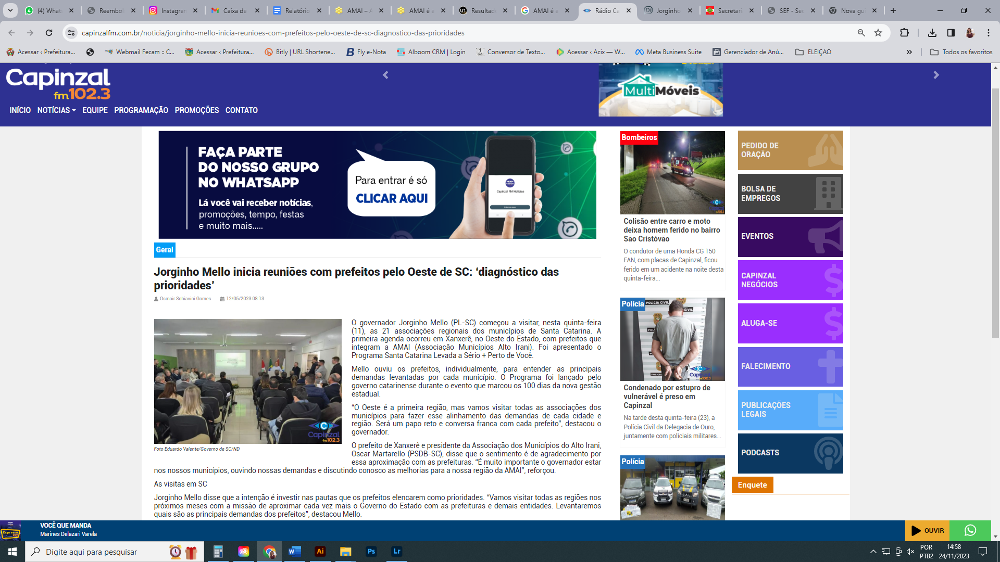 (4) Whats
Reembol
Instagran
Caixa de
Relatório
AMAI – A
AMAI é a
Resultad
AMAI é a
Rádio Ca
Jorginho
Secretari
SEF - Sec
Nova gui
capinzalfm.com.br/noticia/jorginho-mello-inicia-reunioes-com-prefeitos-pelo-oeste-de-sc-diagnostico-das-prioridades
Acessar ‹ Prefeitura...
Webmail Fecam :: C...
Acessar ‹ Prefeitura...
Bitly | URL Shortene...
Fly e-Nota
Alboom CRM | Login
Conversor de Texto...
Acessar ‹ Acix — W...
Meta Business Suite
Gerenciador de Anú...
ELEIÇAO
Todos os favoritos
Capinzal
fm102.3
MultiMóveis
INÍCIO NOTÍCIAS EQUIPE PROGRAMAÇÃO PROMOÇÕES CONTATO
FAÇA PARTE
DO NOSSO GRUPO
NO WHATSAPP
Lá você vai receber notícias,
promoções, tempo, festas
e muito mais.....
Para entrar é só
CLICAR AQUI
Capinzal FM Notícias
Geral
Jorginho Mello inicia reuniões com prefeitos pelo Oeste de SC: ‘diagnóstico das
prioridades’
Osmair Schiavini Gomes 12/05/2023 08:13
Capinzal
fm102.3
Foto Eduardo Valente/Governo de SC/ND
O governador Jorginho Mello (PL-SC) começou a visitar, nesta quinta-feira
(11), as 21 associações regionais dos municípios de Santa Catarina. A
primeira agenda ocorreu em Xanxerê, no Oeste do Estado, com prefeitos que
integram a AMAI (Associação Municípios Alto Irani). Foi apresentado o
Programa Santa Catarina Levada a Sério + Perto de Você.
Mello ouviu os prefeitos, individualmente, para entender as principais
demandas levantadas por cada município. O Programa foi lançado pelo
governo catarinense durante o evento que marcou os 100 dias da nova gestão
estadual.
“O Oeste é a primeira região, mas vamos visitar todas as associações dos
municípios para fazer esse alinhamento das demandas de cada cidade e
região. Será um papo reto e conversa franca com cada prefeito”, destacou o
governador.
O prefeito de Xanxerê e presidente da Associação dos Municípios do Alto Irani,
Oscar Martarello (PSDB-SC), disse que o sentimento é de agradecimento por
essa aproximação com as prefeituras. “É muito importante o governador estar
nos nossos municípios, ouvindo nossas demandas e discutindo conosco as melhorias para a nossa região da AMAI”, reforçou.
As visitas em SC
Jorginho Mello disse que a intenção é investir nas pautas que os prefeitos elencarem como prioridades. “Vamos visitar todas as regiões nos
próximos meses com a missão de aproximar cada vez mais o Governo do Estado com as prefeituras e demais entidades. Levantaremos
quais são as principais demandas dos prefeitos”, destacou Mello.
Bombeiros
Colisão entre carro e moto
deixa homem ferido no bairro
São Cristóvão
O condutor de uma Honda CG 150
FAN, com placas de Capinzal, ficou
ferido em um acidente na noite desta
quinta-feira...
Polícia
POLÍCIA CIVIL
Capinzal
fm102.3
Condenado por estupro de
vulnerável é preso em
Capinzal
Na tarde desta quinta-feira (23), a
Polícia Civil da Delegacia de Ouro,
juntamente com policiais militares...
Polícia
PEDIDO DE
ORAÇÃO
BOLSA DE
EMPREGOS
EVENTOS
CAPINZAL
NEGÓCIOS
ALUGA-SE
FALECIMENTO
PUBLICAÇÕES
LEGAIS
PODCASTS
Enquete
Expresso
VOCÊ QUE MANDA
Marines Delazari Varela
OUVIR
Digite aqui para pesquisar
Ai
Ps
Lr
POR
PTB2
14:58
24/11/2023